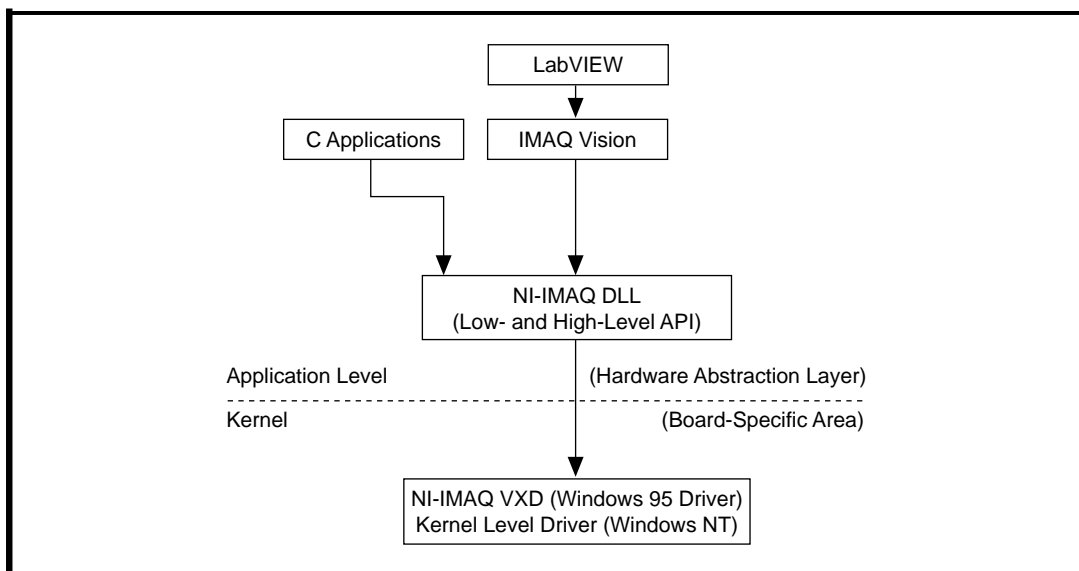 LabVIEW
C Applications
IMAQ Vision
NI-IMAQ DLL
(Low- and High-Level API)
Application Level
(Hardware Abstraction Layer)
Kernel
(Board-Specific Area)
NI-IMAQ VXD (Windows 95 Driver)
Kernel Level Driver (Windows NT)